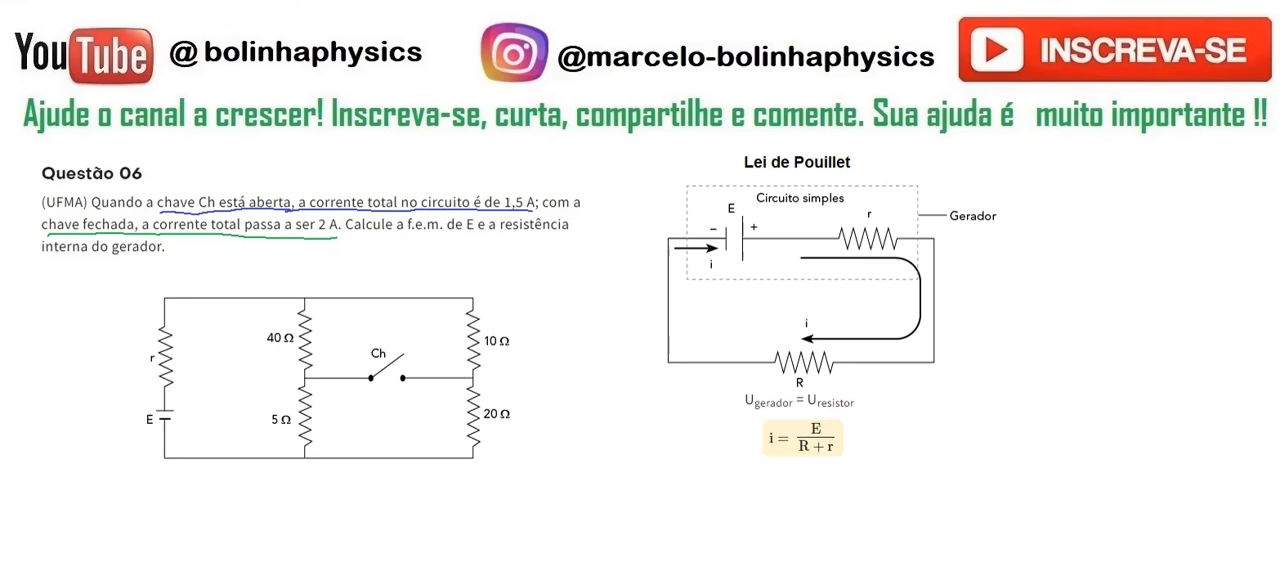 YouTube @bolinhaphysics @marcelo-bolinhaphysics INSCREVA-SE
Ajude o canal a crescer! Inscreva-se, curta, compartilhe e comente. Sua ajuda é muito importante !!
Questão 06
(UFMA) Quando a chave Ch está aberta, a corrente total no circuito é de 1,5 A; com a
chave fechada, a corrente total passa a ser 2 A. Calcule a f.e.m. de E e a resistência
interna do gerador.
r
E
40 Ω
5 Ω
Ch
10 Ω
20 Ω
Lei de Pouillet
Circuito simples
E
r
Gerador
- +
i
i
R
Ugerador = Uresistor
i = E / R + r